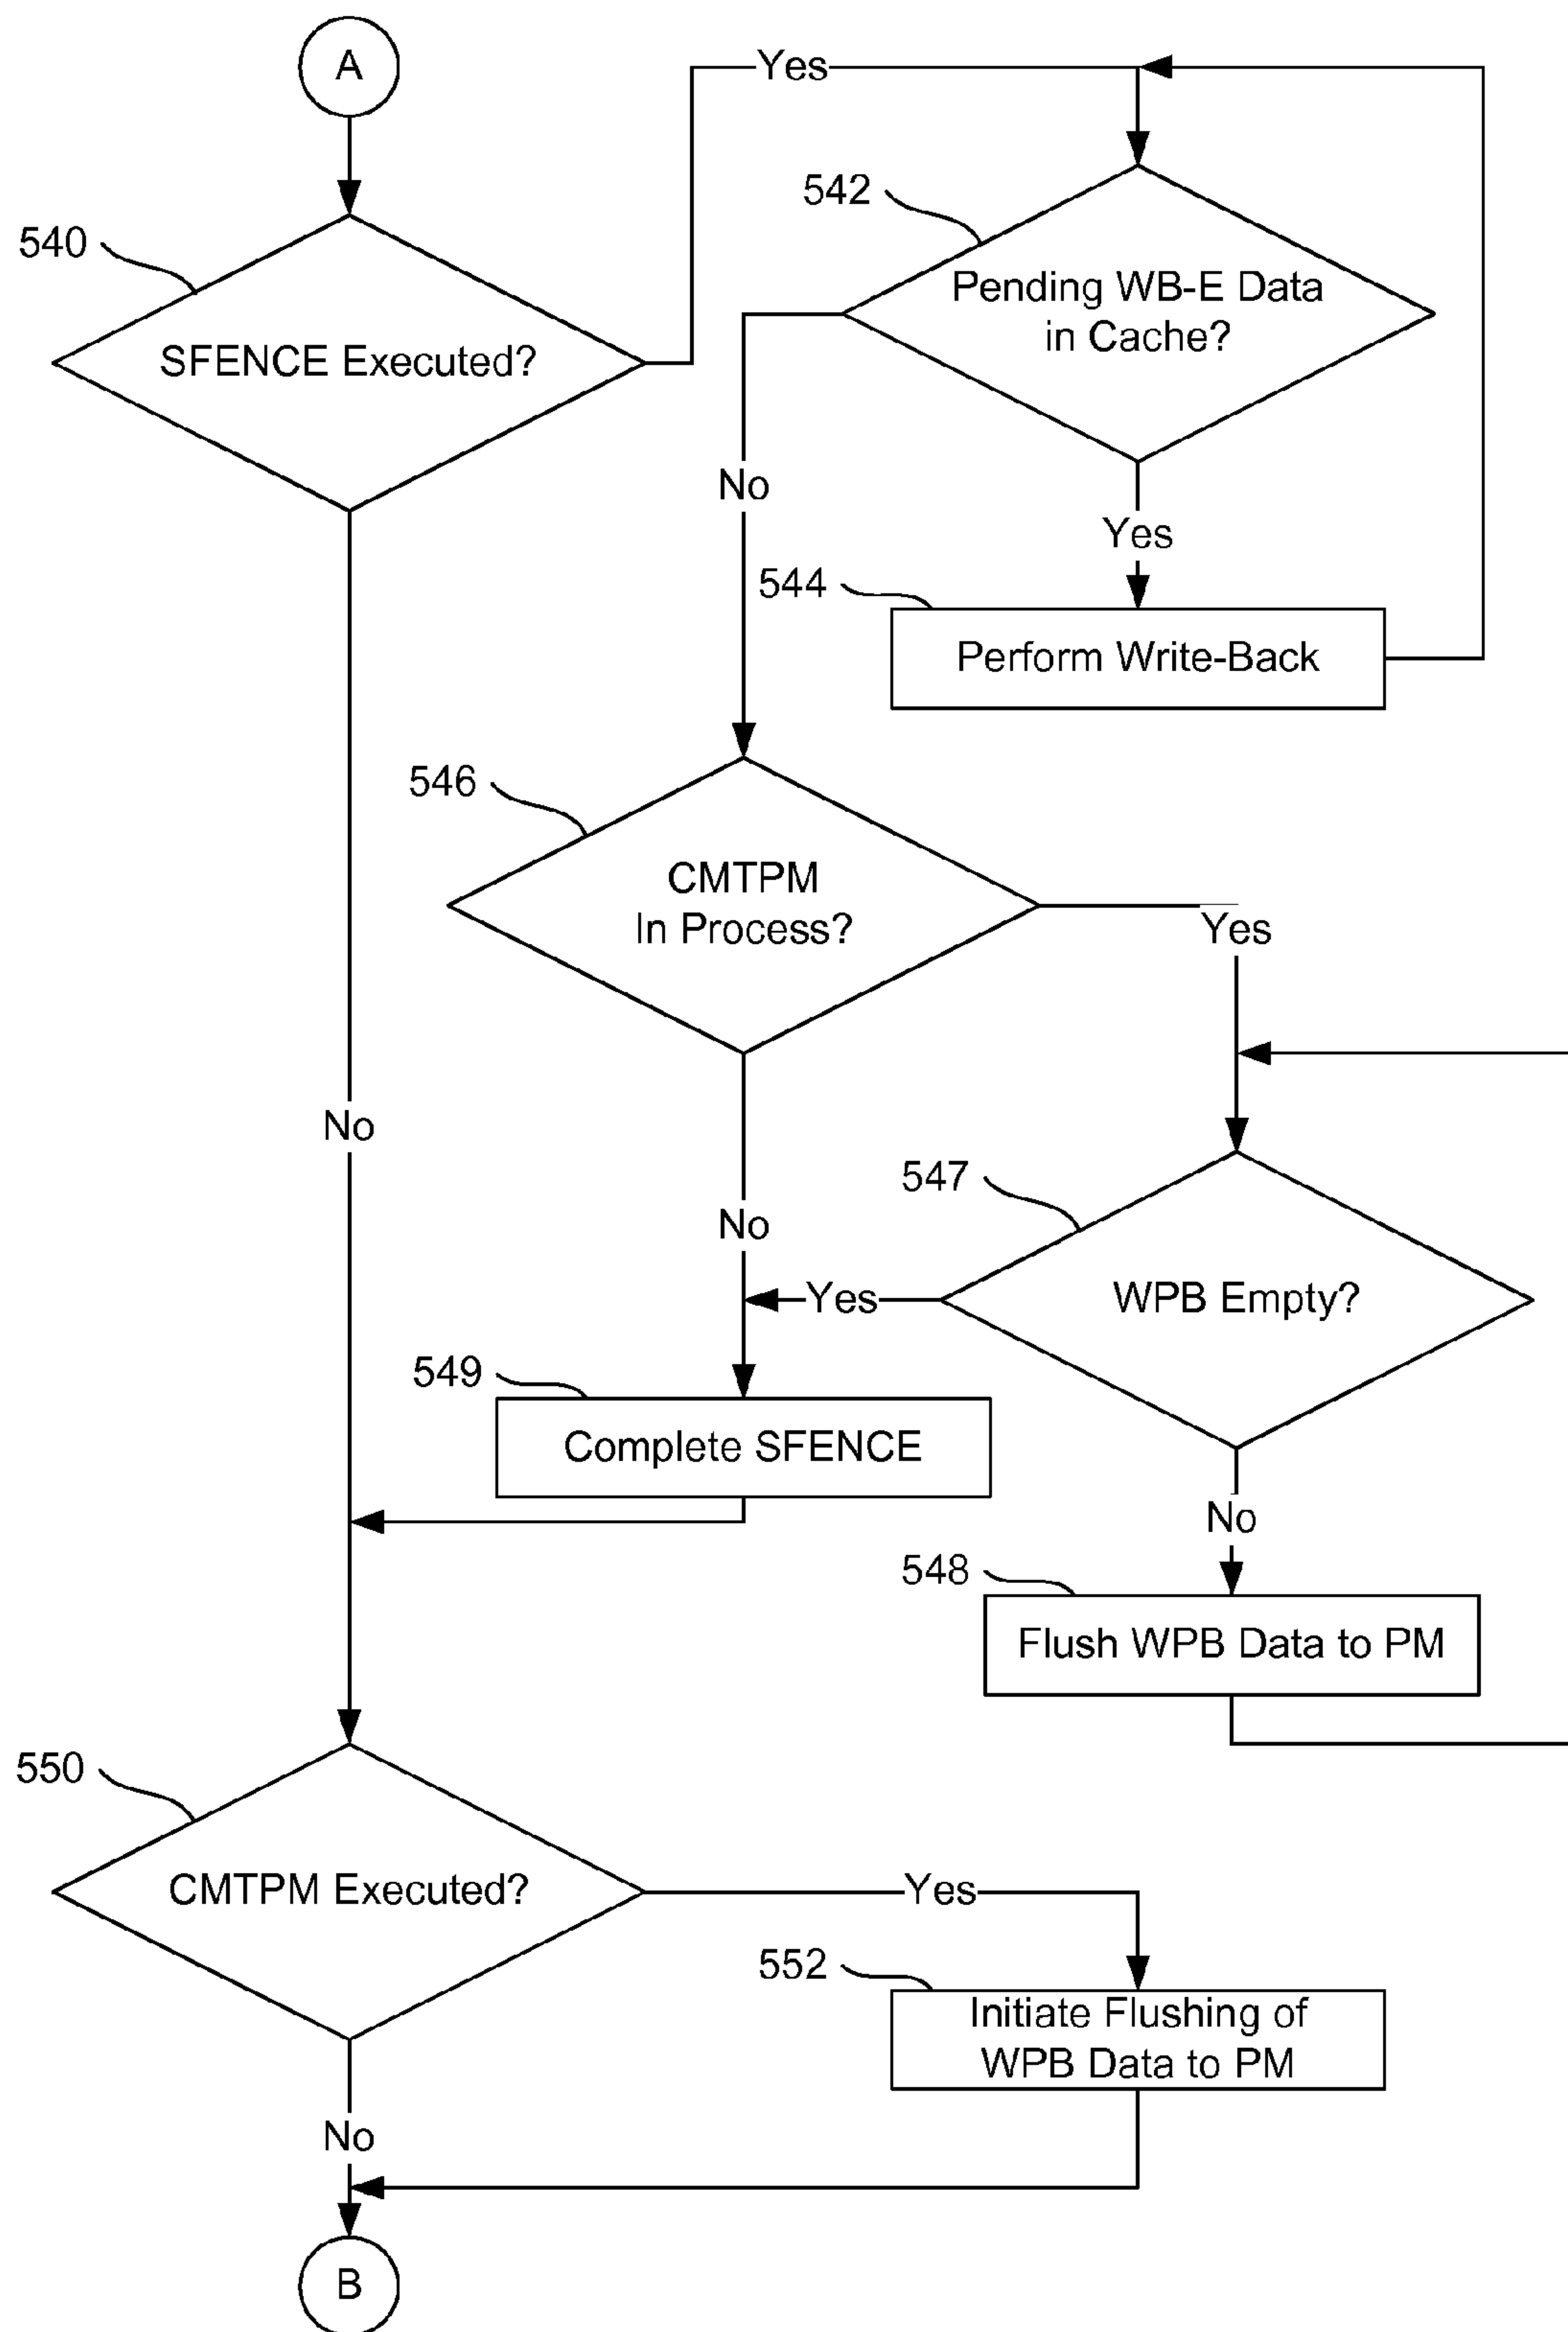 A
Yes
542
540
Pending WB-E Data
in Cache?
SFENCE Executed?
No
Yes
544
Perform Write-Back
546
CMTPM
In Process?
Yes
No
547
No
Yes
WPB Empty?
549
Complete SFENCE
No
548
Flush WPB Data to PM
550
CMTPM Executed?
Yes
552
Initiate Flushing of
WPB Data to PM
No
B